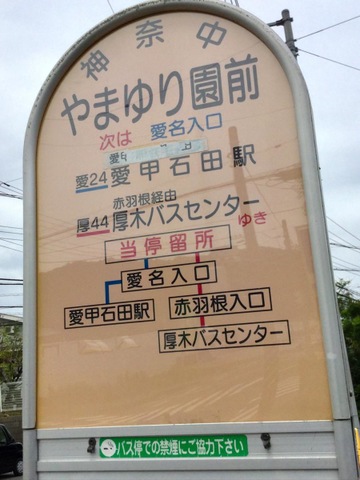 神奈中
やまゆり園前
次は 愛名入口
愛甲
愛24 愛甲石田駅
赤羽根経由
厚44 厚木バスセンター ゆき
当停留所
愛名入口
愛甲石田駅 赤羽根入口
厚木バスセンター
バス停での禁煙にご協力下さい